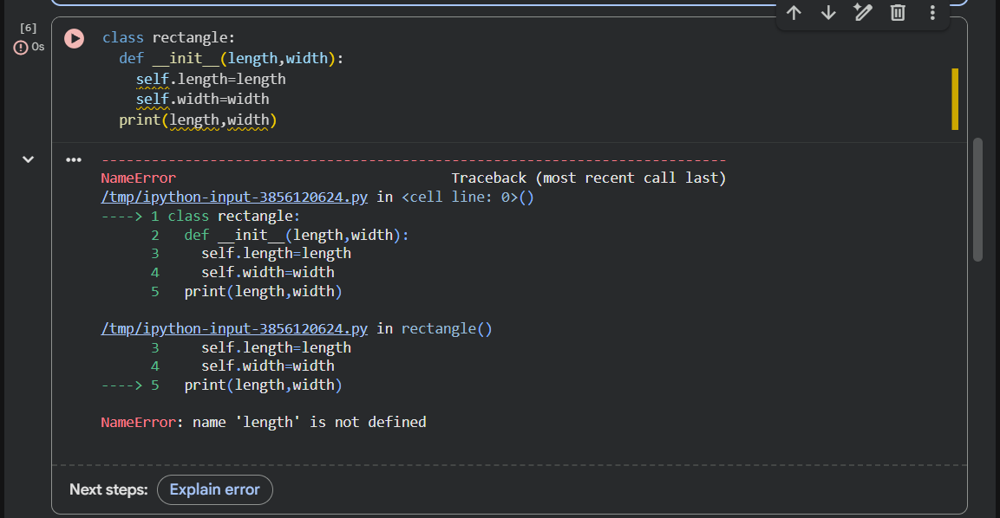 [6]
0s
class rectangle:
  def __init__(length,width):
    self.length=length
    self.width=width
  print(length,width)
---------------------------------------------------------------------------
NameError                                 Traceback (most recent call last)
/tmp/ipython-input-3856120624.py in <cell line: 0>()
----> 1 class rectangle:
      2   def __init__(length,width):
      3     self.length=length
      4     self.width=width
      5   print(length,width)
/tmp/ipython-input-3856120624.py in rectangle()
      3     self.length=length
      4     self.width=width
----> 5   print(length,width)
NameError: name 'length' is not defined
Next steps: Explain error